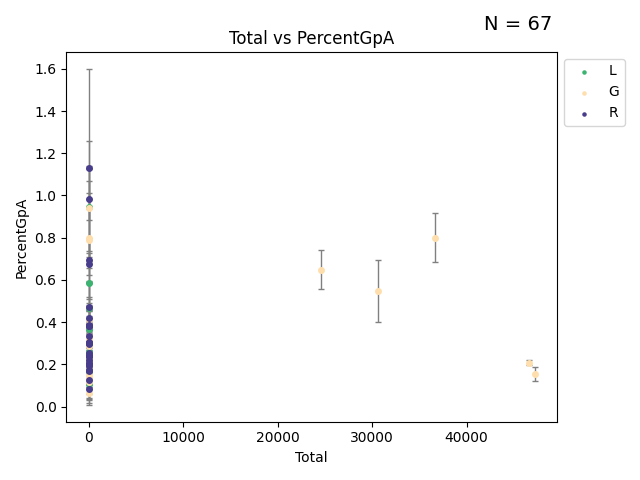 N = 67
Total vs PercentGpA
L
G
R
PercentGpA
1.6
1.4
1.2
1.0
0.8
0.6
0.4
0.2
0.0
0 10000 20000 30000 40000
Total